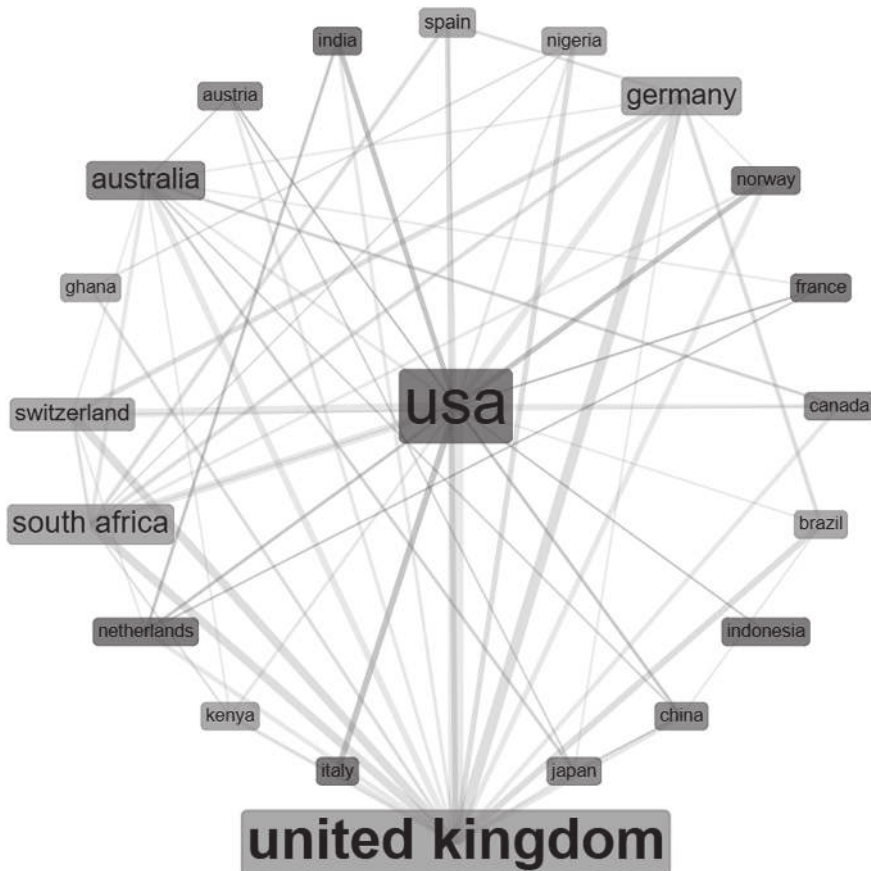 spain
nigeria
india
germany
austria
australia
norway
ghana
france
usa
switzerland
canada
south africa
brazil
netherlands
indonesia
kenya
china
italy
japan
united kingdom